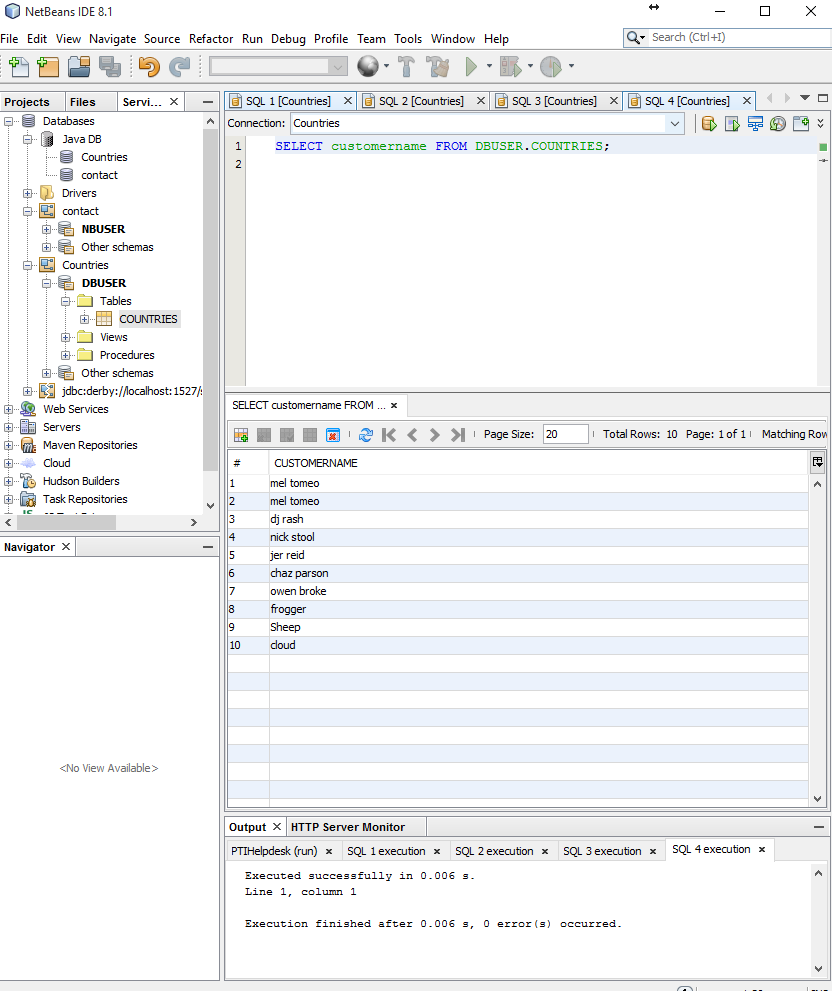 NetBeans IDE 8.1
File Edit View Navigate Source Refactor Run Debug Profile Team Tools Window Help
Search (Ctrl+I)
Projects Files Servi...
Databases
Java DB
Countries
contact
Drivers
contact
NBUSER
Other schemas
Countries
DBUSER
Tables
COUNTRIES
Views
Procedures
Other schemas
jdbc:derby://localhost:1527/
Web Services
Servers
Maven Repositories
Cloud
Hudson Builders
Task Repositories
Navigator
<No View Available>
SQL 1 [Countries] SQL 2 [Countries] SQL 3 [Countries] SQL 4 [Countries]
Connection: Countries
1 SELECT customername FROM DBUSER.COUNTRIES;
2
SELECT customername FROM ...
Page Size: 20 Total Rows: 10 Page: 1 of 1 Matching Row
# CUSTOMERNAME
1 mel tomeo
2 mel tomeo
3 dj rash
4 nick stool
5 jer reid
6 chaz parson
7 owen broke
8 frogger
9 Sheep
10 cloud
Output HTTP Server Monitor
PTIHelpdesk (run) SQL 1 execution SQL 2 execution SQL 3 execution SQL 4 execution
Executed successfully in 0.006 s.
Line 1, column 1
Execution finished after 0.006 s, 0 error(s) occurred.